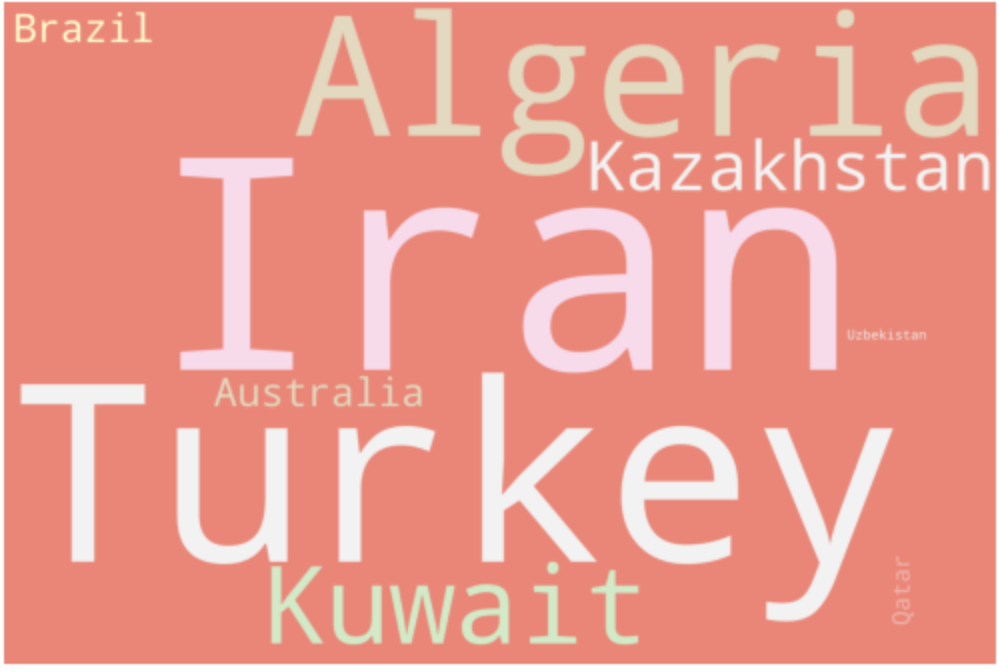 Brazil
Algeria
Kazakhstan
Iran
Uzbekistan
Australia
Turkey
Kuwait
Qatar